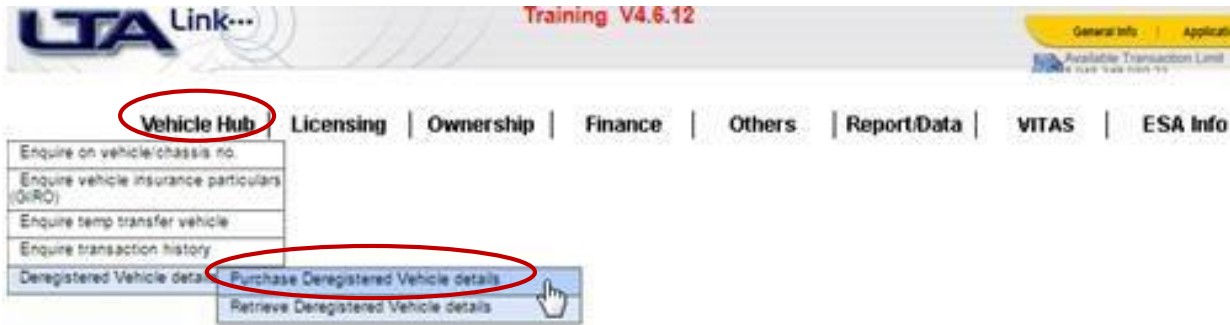 LTA Link---
Training V4.6.12
General Info | Applicati
Available Transaction Limit
Vehicle Hub | Licensing | Ownership | Finance | Others | Report/Data | VITAS | ESA Info
Enquire on vehicle/chassis no.
Enquire vehicle insurance particulars
(GIRO)
Enquire temp transfer vehicle
Enquire transaction history
Deregistered Vehicle details
Purchase Deregistered Vehicle details
Retrieve Deregistered Vehicle details